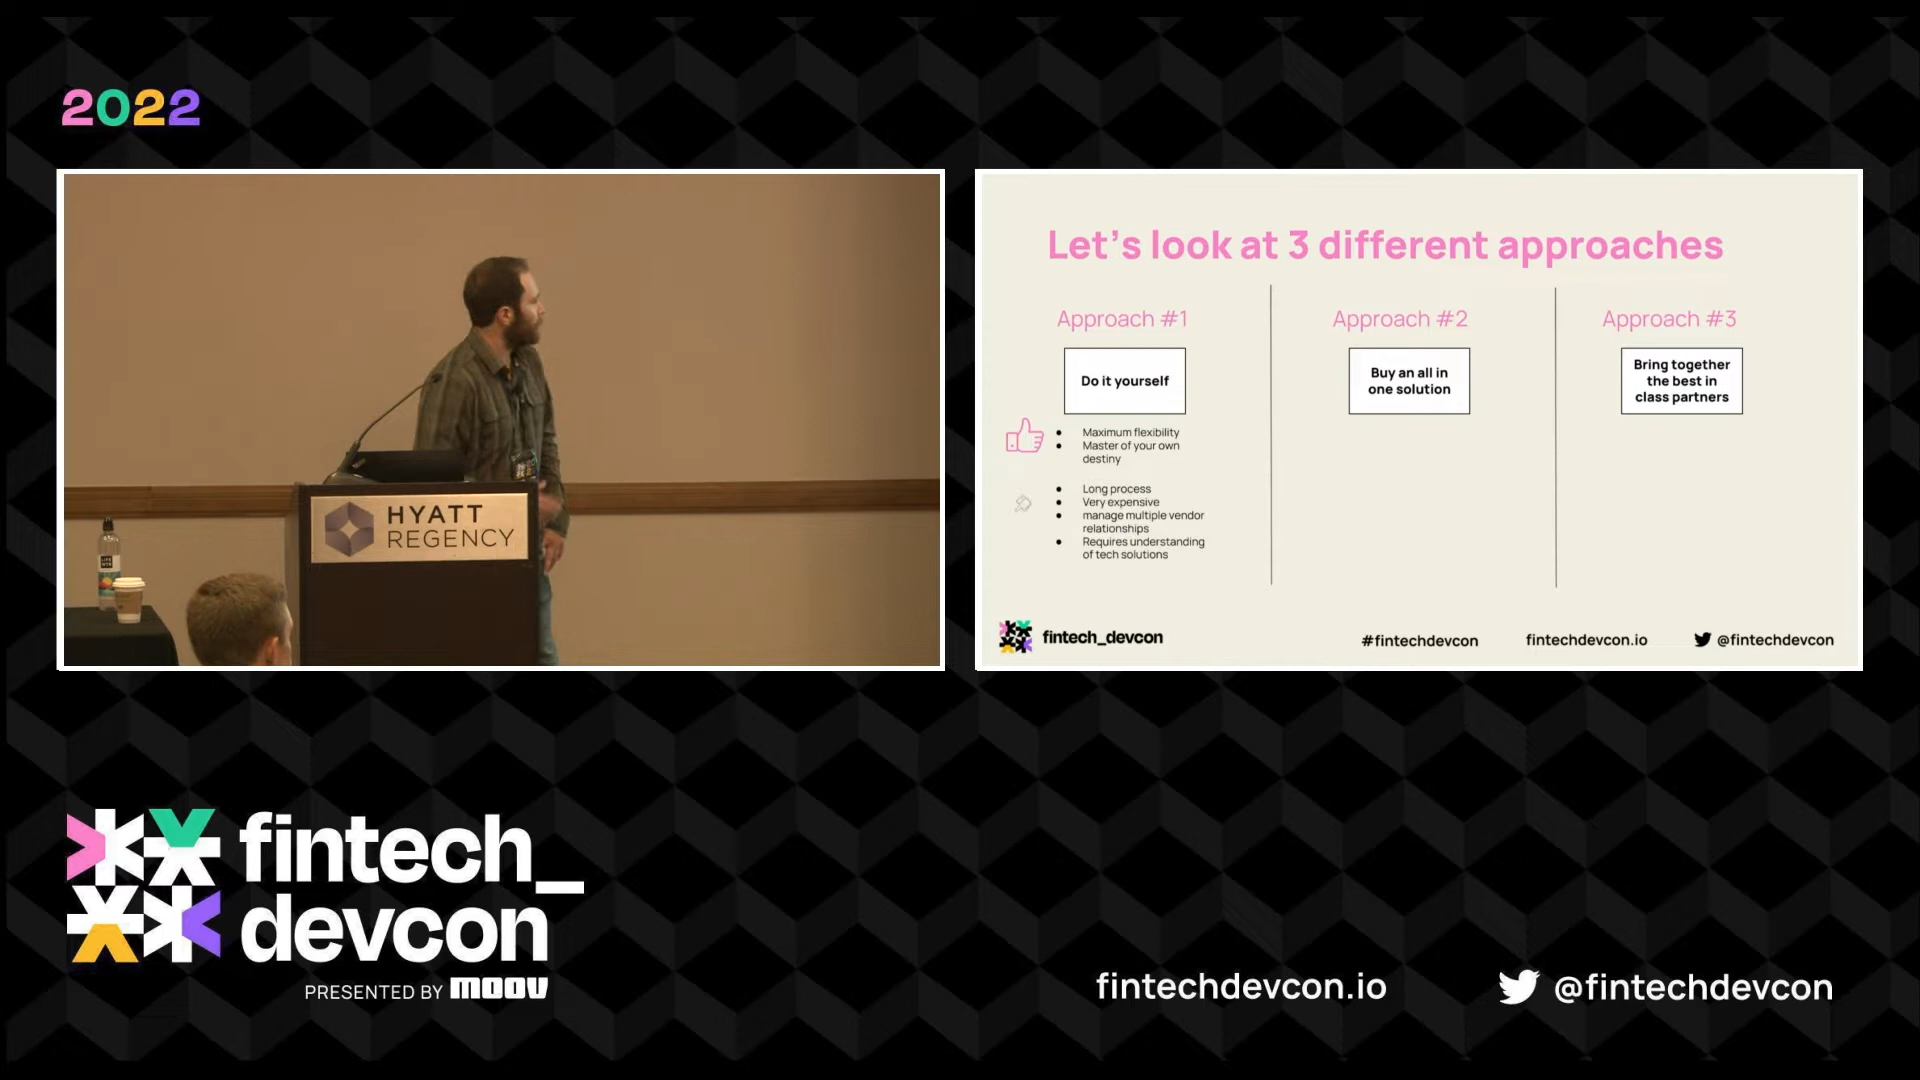 2022
HYATT
REGENCY
Let's look at 3 different approaches
Approach #1
Do it yourself
Maximum flexibility
Master of your own
destiny
Long process
Very expensive
manage multiple vendor
relationships
Requires understanding
of tech solutions
Approach #2
Buy an all in
one solution
Approach #3
Bring together
the best in
class partners
fintech_devcon
#fintechdevcon
fintechdevcon.io
@fintechdevcon
fintech_
devcon
PRESENTED BY moov
fintechdevcon.io
@fintechdevcon